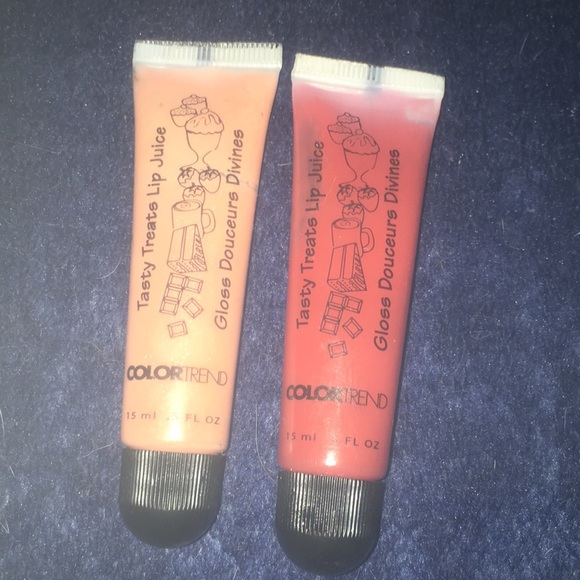 Tasty Treats Lip Juice
Gloss Douceurs Divines
COLORTREND
15 ml .5 FL OZ
Tasty Treats Lip Juice
Gloss Douceurs Divines
COLORTREND
15 ml FL OZ